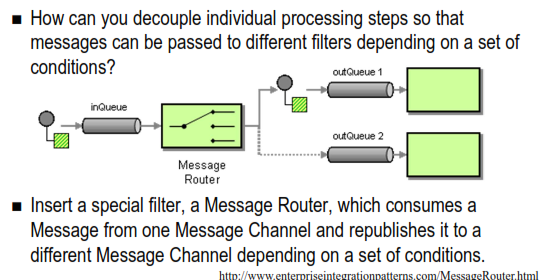 ■ How can you decouple individual processing steps so that
messages can be passed to different filters depending on a set of
conditions?
outQueue 1
inQueue
outQueue 2
Message
Router
■ Insert a special filter, a Message Router, which consumes a
Message from one Message Channel and republishes it to a
different Message Channel depending on a set of conditions.
http://www.enterpriseintegrationpatterns.com/MessageRouter.html